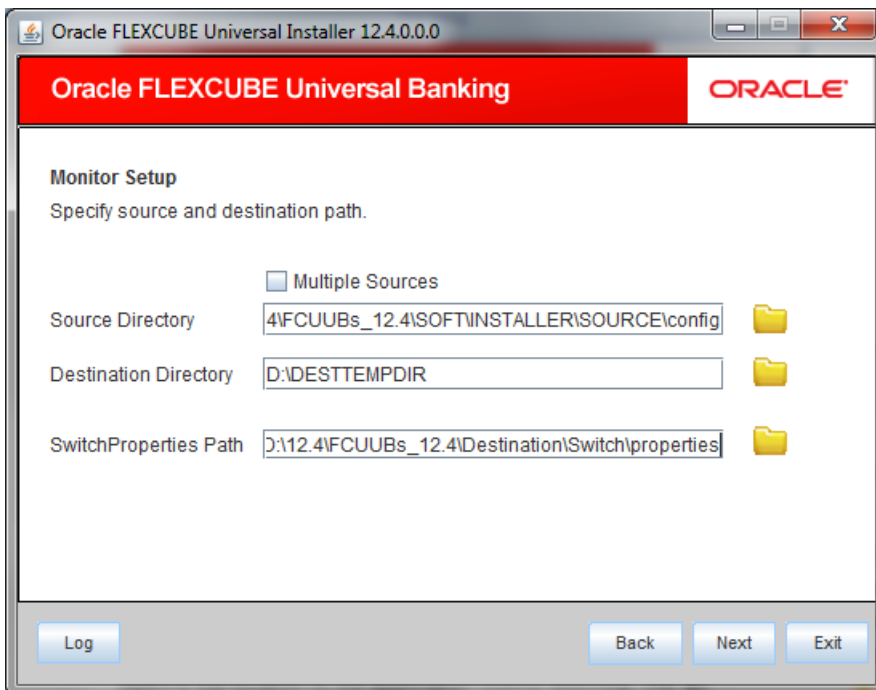 Oracle FLEXCUBE Universal Installer 12.4.0.0.0
Oracle FLEXCUBE Universal Banking
ORACLE
Monitor Setup
Specify source and destination path.
Multiple Sources
Source Directory 4\FCUUBs_12.4\SOFT\INSTALLER\SOURCE\config
Destination Directory D:\DESTTEMPDIR
SwitchProperties Path D:\12.4\FCUUBs_12.4\Destination\Switch\properties
Log Back Next Exit